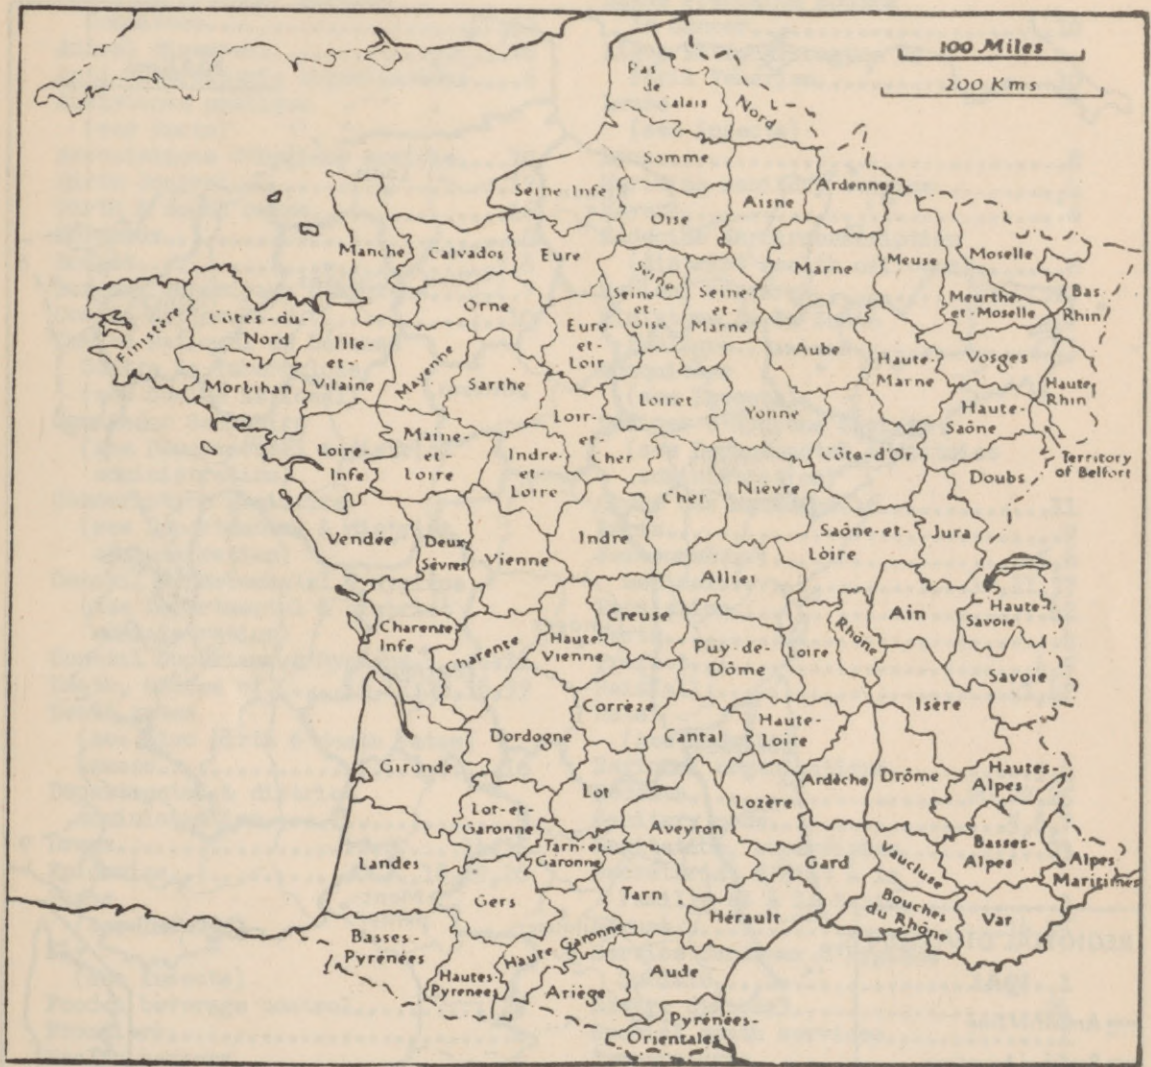 100 Miles
200 Kms
Pas
de
Calais
Nord
Somme
Seine Infe
Oise
Aisne
Ardennes
Manche
Calvados
Eure
Marne
Meuse
Moselle
Orne
Seine
Seine
et
Oise
Seine-
et-
Marne
Meurthe-
et-Moselle
Bas
Rhin
Finistère
Côtes-du-
Nord
Ille-
et-
Vilaine
Mayenne
Sarthe
Eure-
et-
Loir
Aube
Haute-
Marne
Vosges
Haute
Rhin
Morbihan
Loiret
Yonne
Haute-
Saône
Loir-
et-
Cher
Territory
of Belfort
Loire-
Infe
Maine-
et-
Loire
Indre-
et-
Loire
Cher
Nièvre
Côte-d'Or
Doubs
Vendée
Deux
Sèvres
Vienne
Indre
Saône-et-
Lòire
Jura
Allier
Charente
Infe
Charente
Haute-
Vienne
Creuse
Puy-de-
Dôme
Loire
Rhône
Ain
Haute-
Savoie
Savoie
Gironde
Dordogne
Corrèze
Cantal
Haute-
Loire
Isère
Ardèche
Drôme
Hautes-
Alpes
Lot
Lot-et-
Garonne
Lozère
Aveyron
Tarn-et
Garonne
Landes
Gard
Vaucluse
Basses-
Alpes
Alpes
Maritimes
Gers
Tarn
Hérault
Bouches
du Rhône
Var
Basses-
Pyrénées
Hautes-
Pyrenées
Haute Garonne
Ariège
Aude
Pyrénées-
Orientales